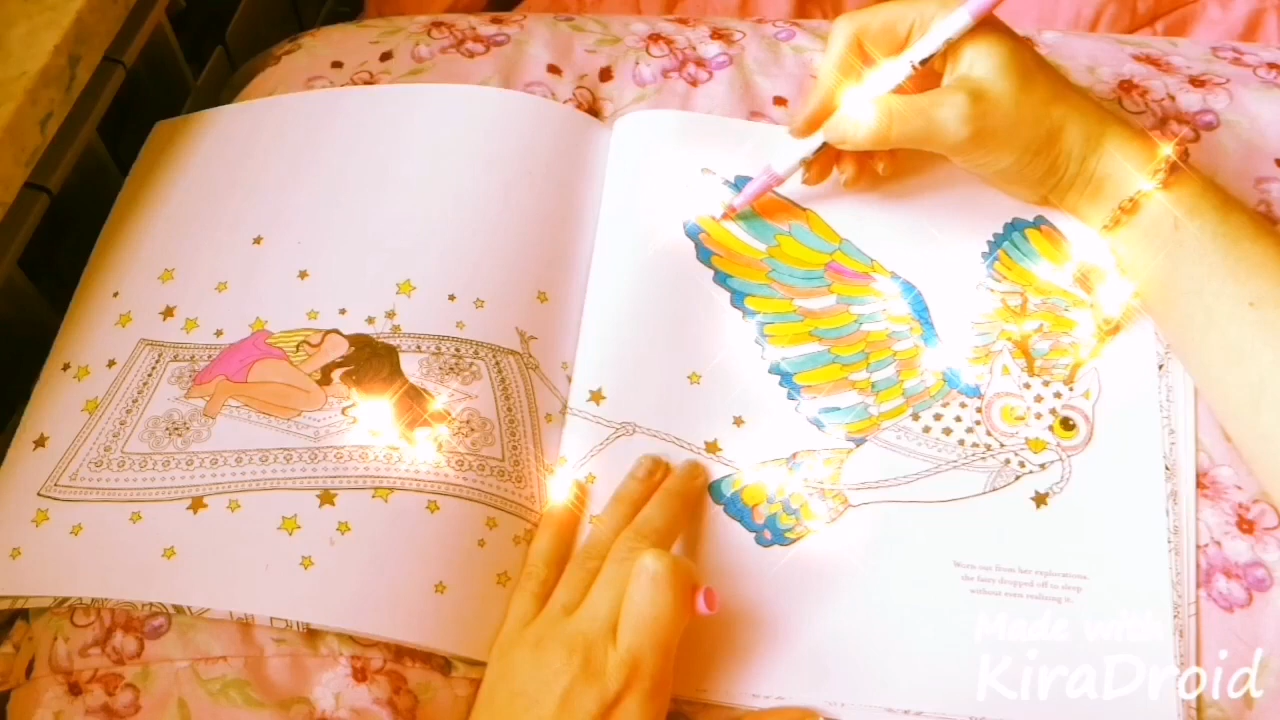 Worn out from her explorations,
the fairy dropped off to sleep
without even realizing it.
Made with
KiraDroid